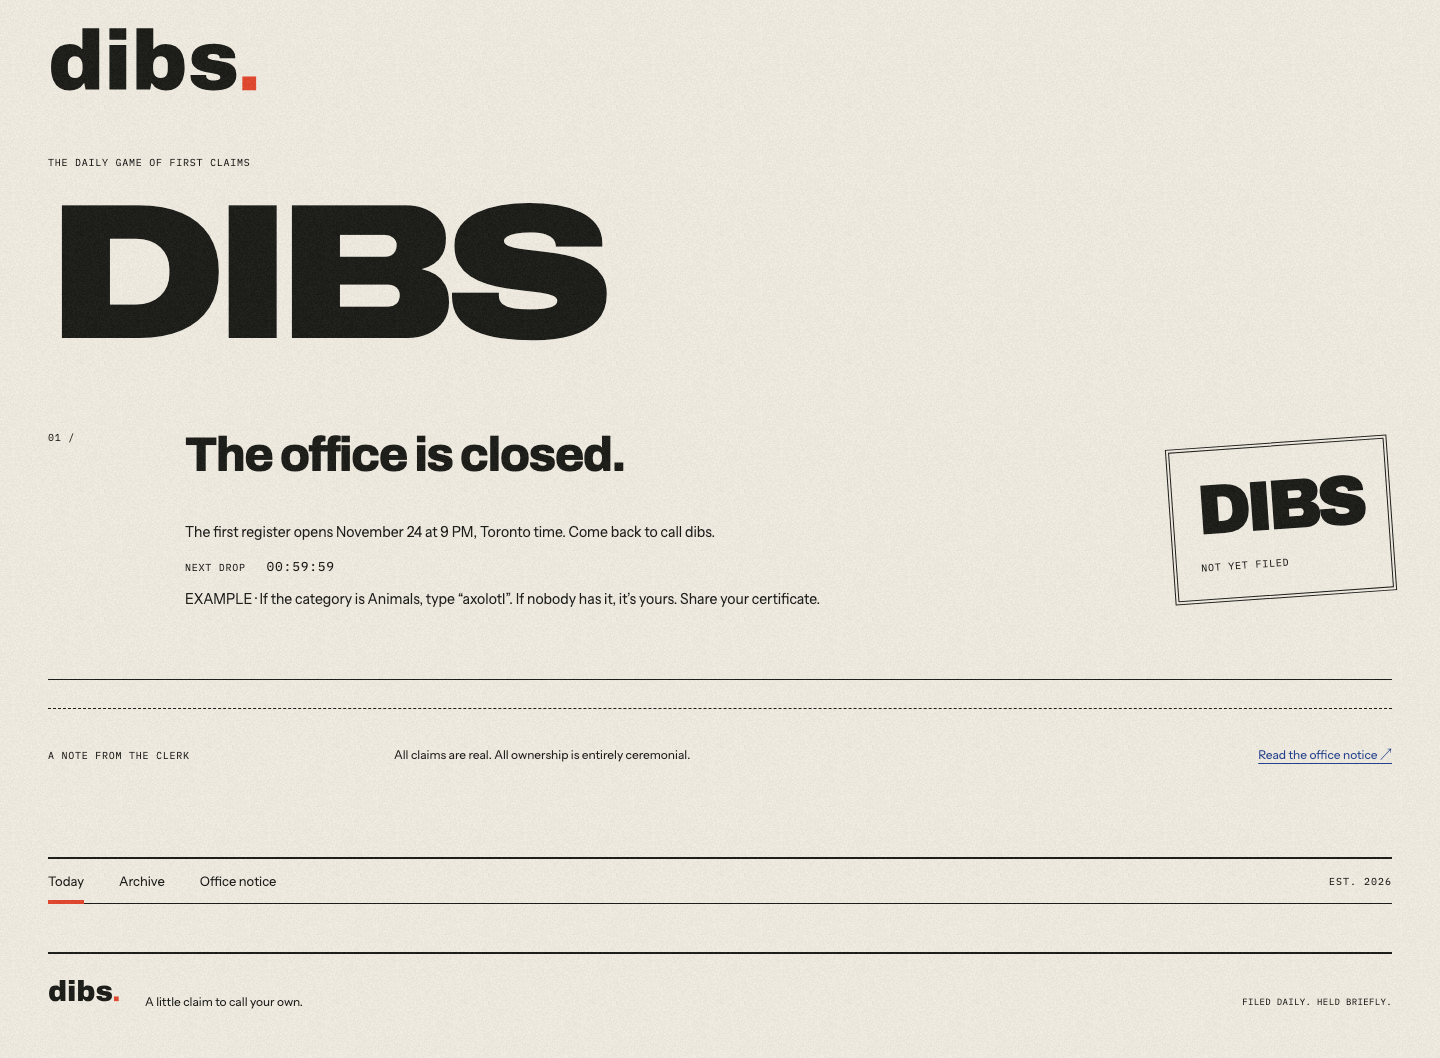 dibs.
THE DAILY GAME OF FIRST CLAIMS
DIBS
01 /
The office is closed.
The first register opens November 24 at 9 PM, Toronto time. Come back to call dibs.
NEXT DROP 00:59:59
EXAMPLE · If the category is Animals, type “axolotl”. If nobody has it, it’s yours. Share your certificate.
DIBS
NOT YET FILED
A NOTE FROM THE CLERK
All claims are real. All ownership is entirely ceremonial.
Read the office notice ↗
Today Archive Office notice
EST. 2026
dibs.
A little claim to call your own.
FILED DAILY. HELD BRIEFLY.